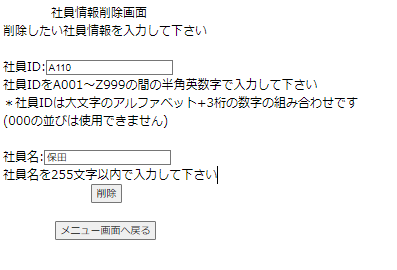 社員情報削除画面
削除したい社員情報を入力して下さい
社員ID:A110
社員IDをA001～Z999の間の半角英数字で入力して下さい
＊社員IDは大文字のアルファベット+3桁の数字の組み合わせです
(000の並びは使用できません)
社員名:保田
社員名を255文字以内で入力して下さい
削除
メニュー画面へ戻る